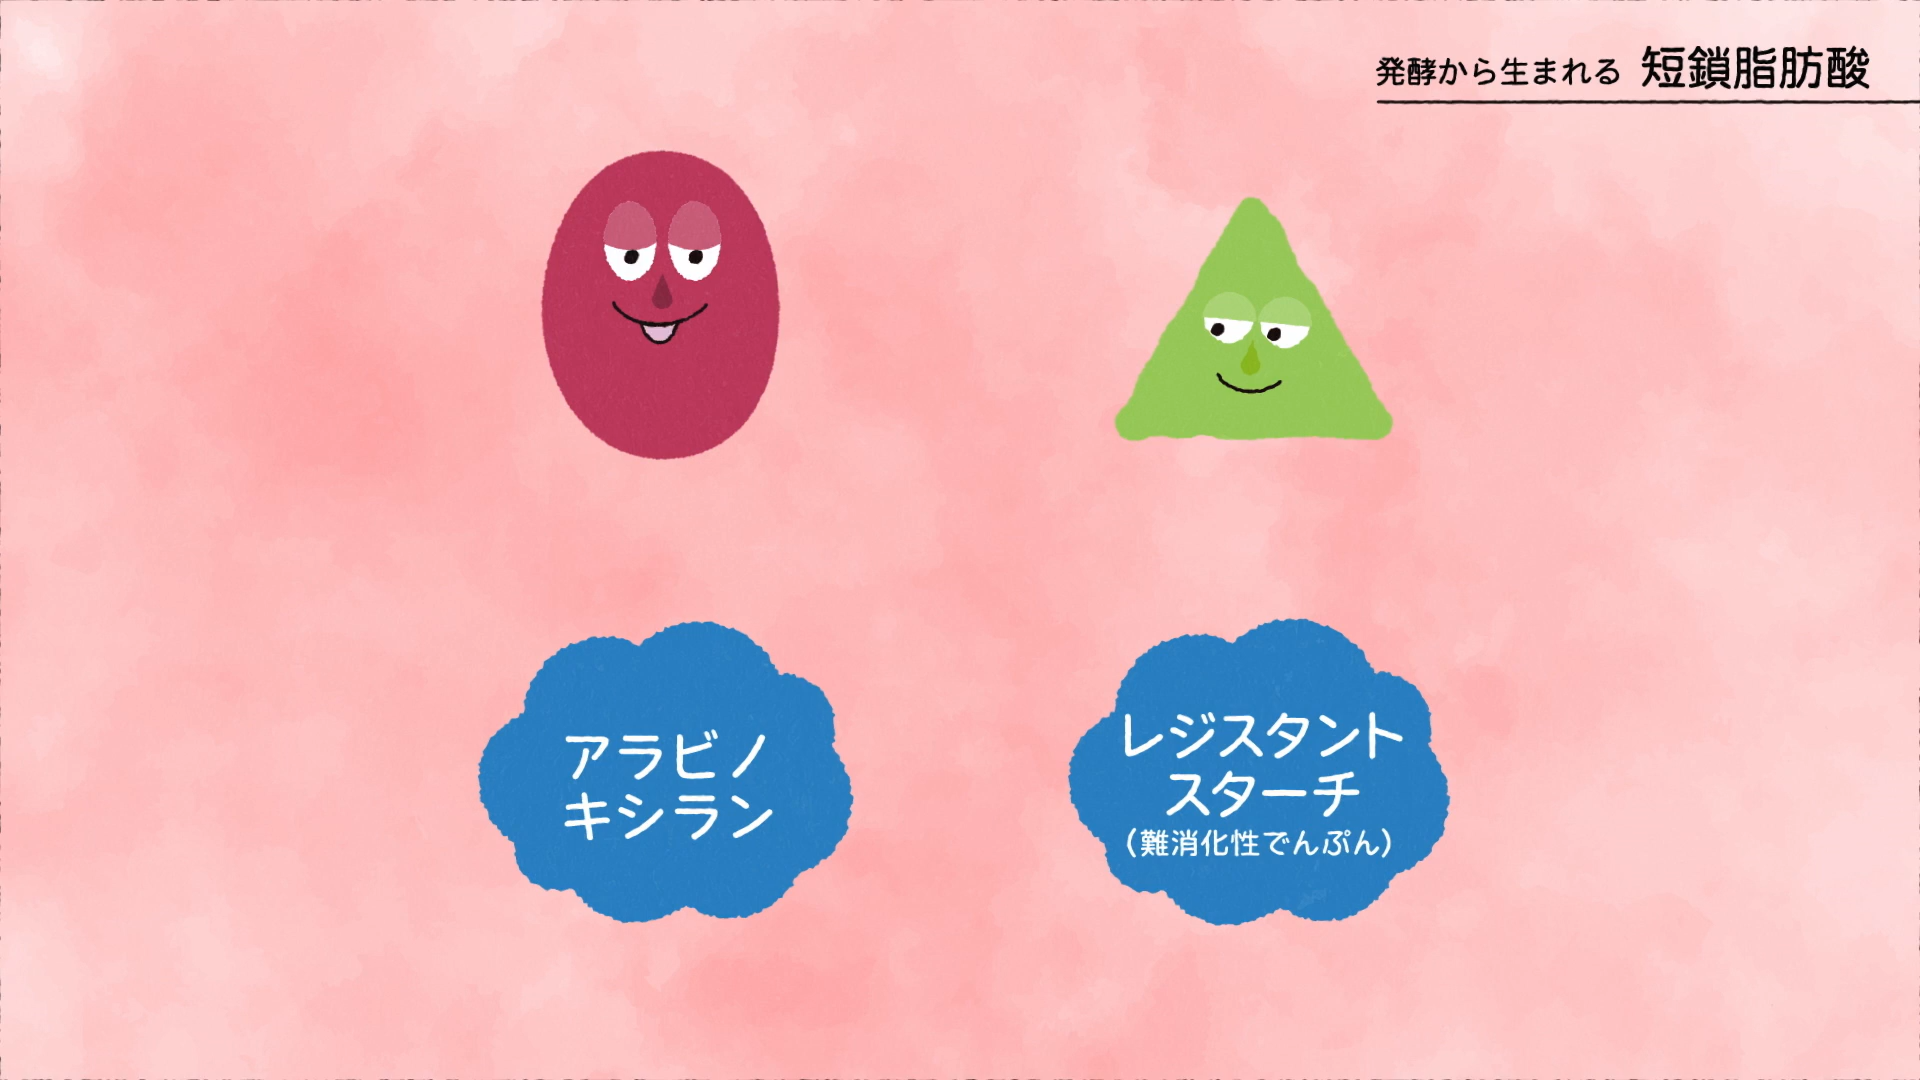 発酵から生まれる 短鎖脂肪酸
アラビノ
キシラン
レジスタント
スターチ
（難消化性でんぷん）